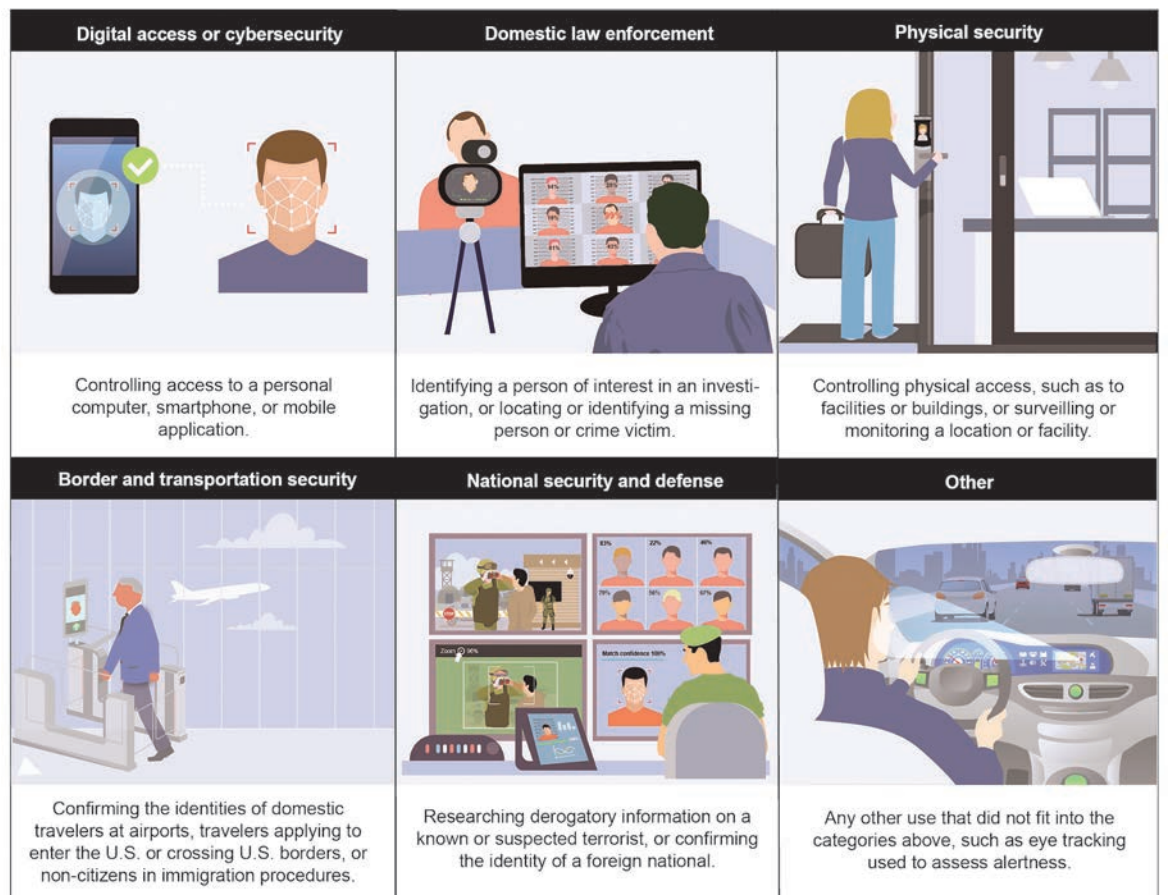 Digital access or cybersecurity
Domestic law enforcement
Physical security
Controlling access to a personal
computer, smartphone, or mobile
application.
Identifying a person of interest in an investi-
gation, or locating or identifying a missing
person or crime victim.
Controlling physical access, such as to
facilities or buildings, or surveilling or
monitoring a location or facility.
Border and transportation security
National security and defense
Other
83%
22%
Match confidence 100%
Confirming the identities of domestic
travelers at airports, travelers applying to
enter the U.S. or crossing U.S. borders, or
non-citizens in immigration procedures.
Researching derogatory information on a
known or suspected terrorist, or confirming
the identity of a foreign national.
Any other use that did not fit into the
categories above, such as eye tracking
used to assess alertness.